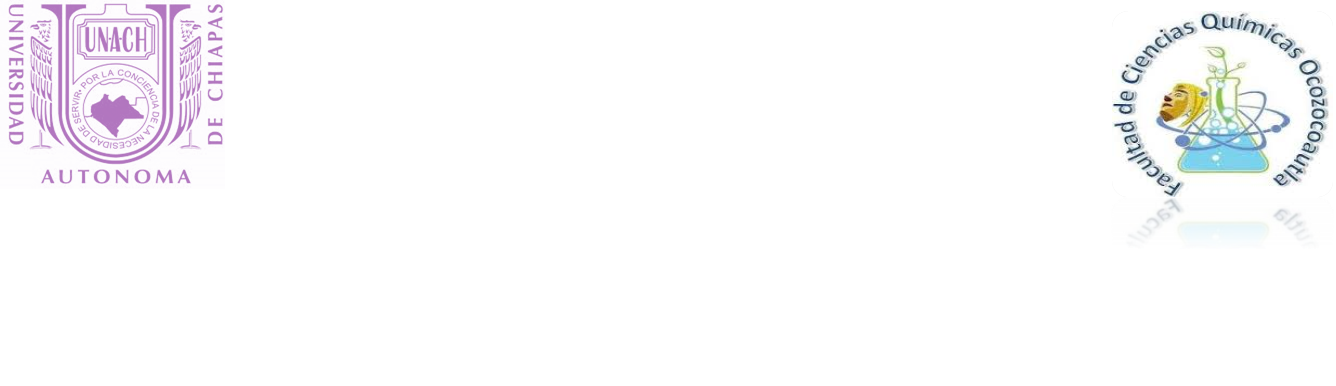 UNIVERSIDAD
AUTONOMA
DE CHIAPAS
UNACH
POR LA CONCIENCIA DE LA NECESIDAD DE SERVIR
Facultad de Ciencias Químicas Ocozocoautla